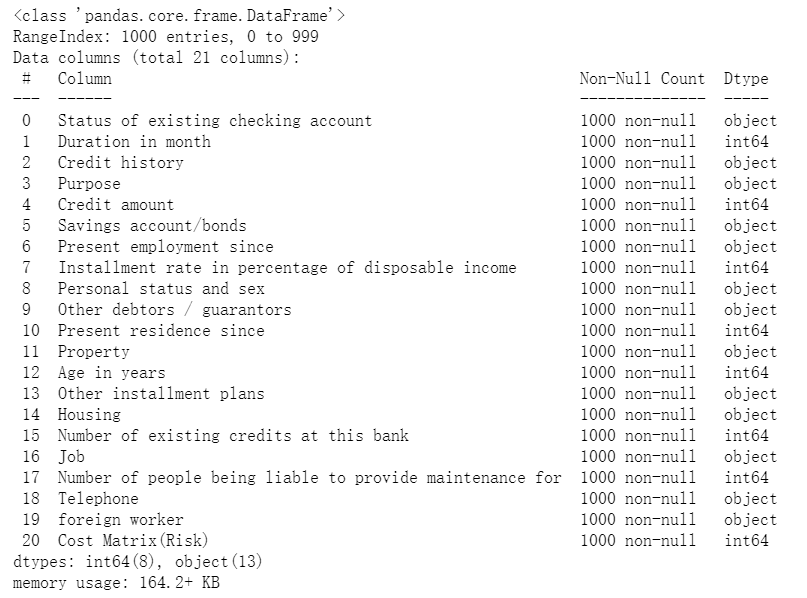 <class 'pandas.core.frame.DataFrame'>
RangeIndex: 1000 entries, 0 to 999
Data columns (total 21 columns):
 #   Column                                                    Non-Null Count  Dtype
---  ------                                                    --------------  -----
 0   Status of existing checking account                       1000 non-null   object
 1   Duration in month                                         1000 non-null   int64
 2   Credit history                                            1000 non-null   object
 3   Purpose                                                   1000 non-null   object
 4   Credit amount                                             1000 non-null   int64
 5   Savings account/bonds                                     1000 non-null   object
 6   Present employment since                                  1000 non-null   object
 7   Installment rate in percentage of disposable income       1000 non-null   int64
 8   Personal status and sex                                   1000 non-null   object
 9   Other debtors / guarantors                                1000 non-null   object
 10  Present residence since                                   1000 non-null   int64
 11  Property                                                  1000 non-null   object
 12  Age in years                                              1000 non-null   int64
 13  Other installment plans                                   1000 non-null   object
 14  Housing                                                   1000 non-null   object
 15  Number of existing credits at this bank                   1000 non-null   int64
 16  Job                                                       1000 non-null   object
 17  Number of people being liable to provide maintenance for  1000 non-null   int64
 18  Telephone                                                 1000 non-null   object
 19  foreign worker                                            1000 non-null   object
 20  Cost Matrix(Risk)                                         1000 non-null   int64
dtypes: int64(8), object(13)
memory usage: 164.2+ KB